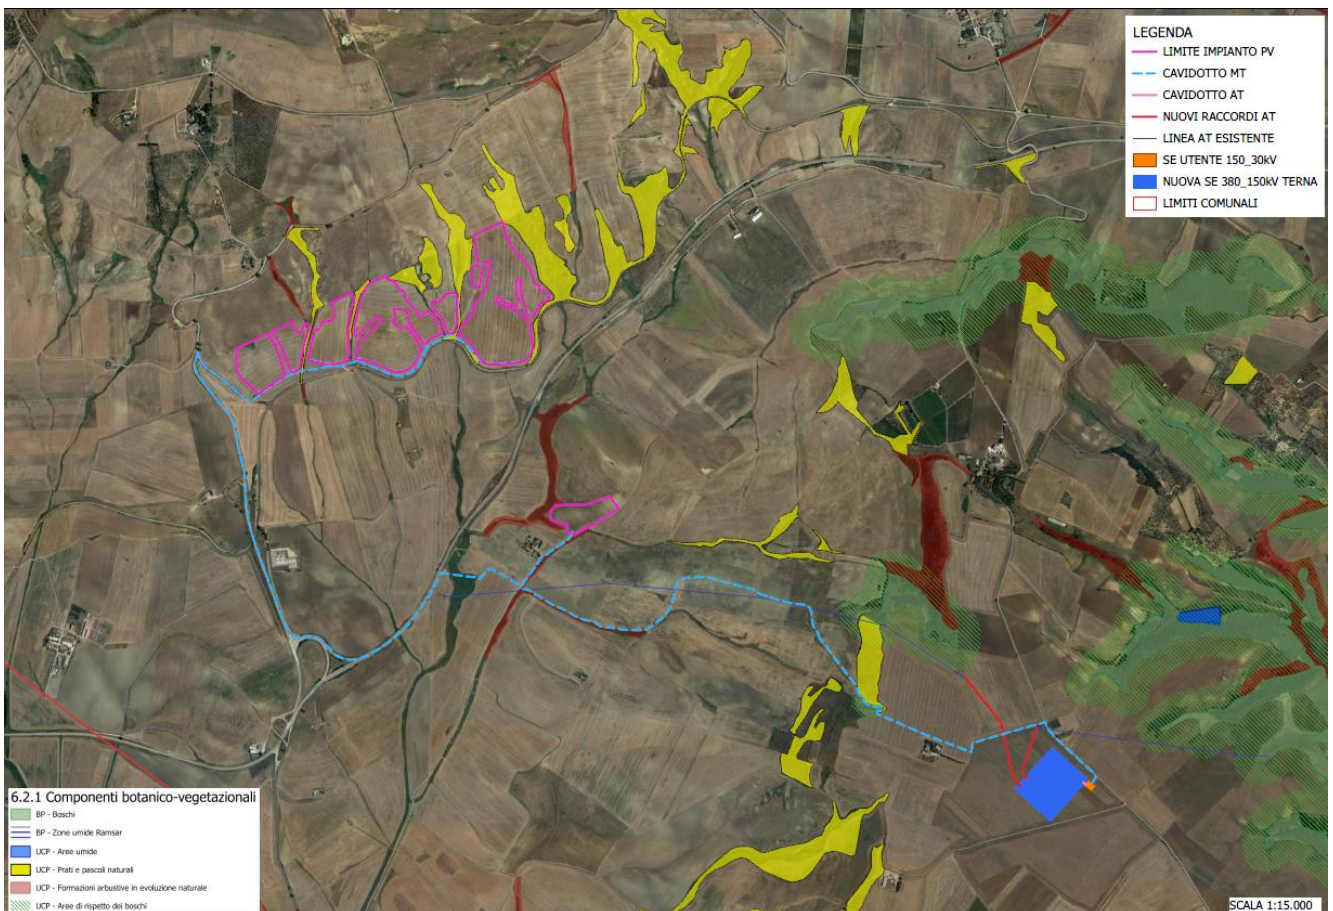 LEGENDA
LIMITE IMPIANTO PV
CAVIDOTTO MT
CAVIDOTTO AT
NUOVI RACCORDI AT
LINEA AT ESISTENTE
SE UTENTE 150_30kV
NUOVA SE 380_150kV TERNA
LIMITI COMUNALI
6.2.1 Componenti botanico-vegetazionali
BP - Boschi
BP - Zone umide Ramsar
UCP - Aree umide
UCP - Prati e pascoli naturali
UCP - Formazioni arbustive in evoluzione naturale
UCP - Aree di rispetto dei boschi
SCALA 1:15.000